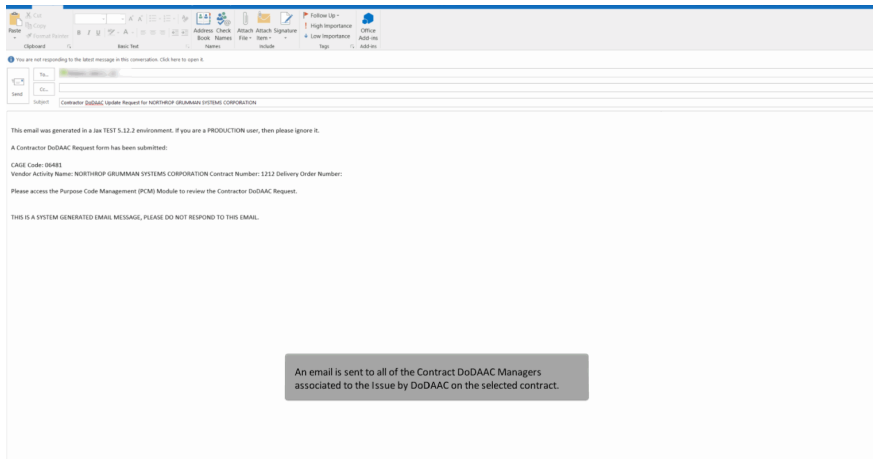 Cut
Copy
Paste
Format Painter
Clipboard
B I U
Basic Text
Address Book
Check Names
Names
Attach File
Attach Item
Signature
Include
Follow Up
High Importance
Low Importance
Tags
Office Add-ins
Add-ins
You are not responding to the latest message in this conversation. Click here to open it.
Send
To...
Cc...
Subject
Contractor DoDAAC Update Request for NORTHROP GRUMMAN SYSTEMS CORPORATION
This email was generated in a Jax TEST 5.12.2 environment. If you are a PRODUCTION user, then please ignore it.
A Contractor DoDAAC Request form has been submitted:
CAGE Code: 06481
Vendor Activity Name: NORTHROP GRUMMAN SYSTEMS CORPORATION Contract Number: 1212 Delivery Order Number:
Please access the Purpose Code Management (PCM) Module to review the Contractor DoDAAC Request.
THIS IS A SYSTEM GENERATED EMAIL MESSAGE, PLEASE DO NOT RESPOND TO THIS EMAIL.
An email is sent to all of the Contract DoDAAC Managers
associated to the Issue by DoDAAC on the selected contract.